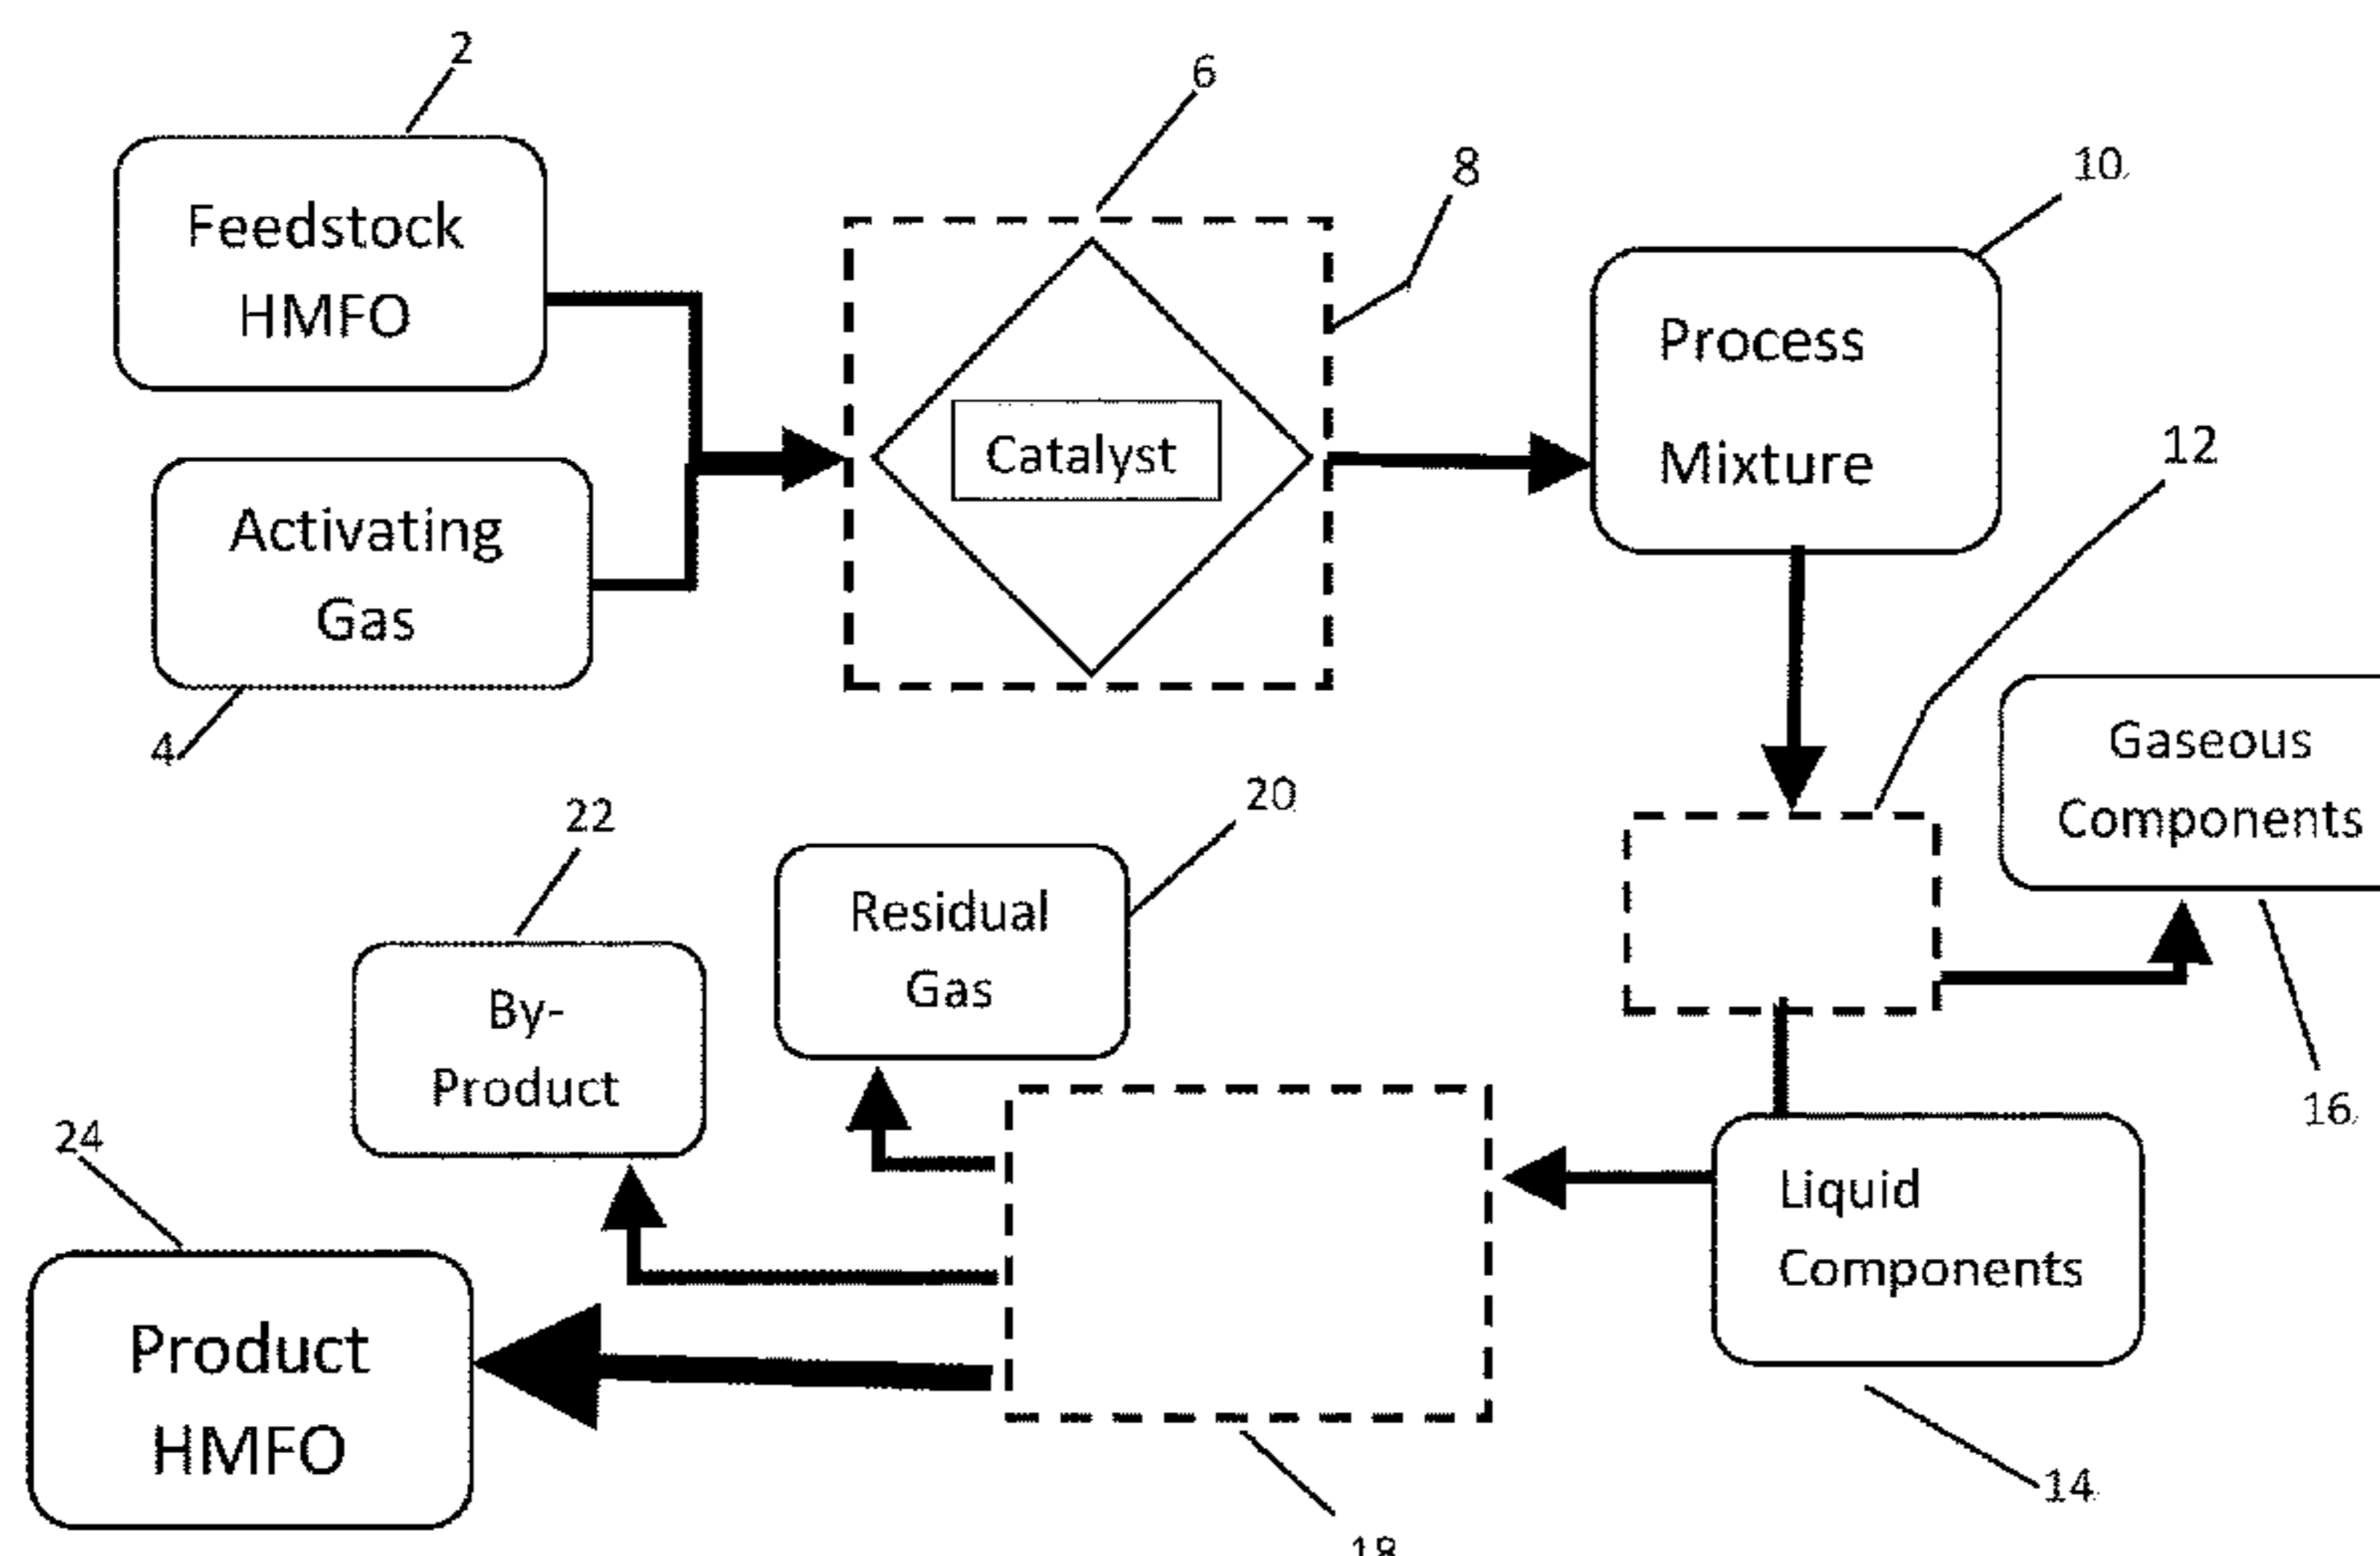 2
6
8
10
Feedstock
HMFO
Process
Mixture
Catalyst
12
Activating
Gas
4
Gaseous
Components
22
20
Residual
Gas
By-
Product
16
24
Liquid
Components
Product
HMFO
14
18